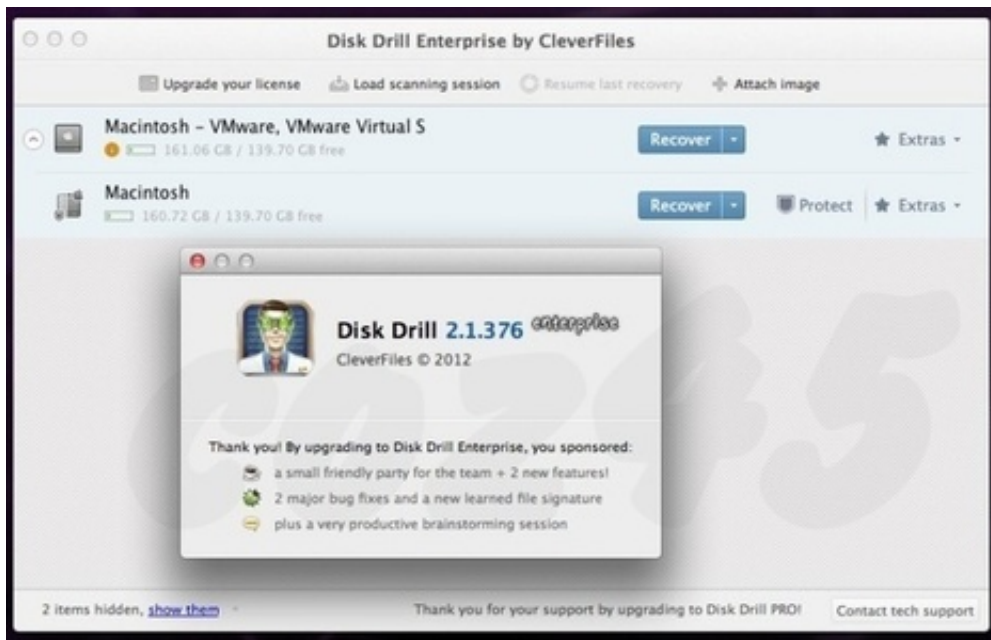 Disk Drill Enterprise by CleverFiles
Upgrade your license Load scanning session Resume last recovery Attach image
Macintosh – VMware, VMware Virtual S
Recover Extras
161.06 GB / 139.70 GB free
Macintosh
Recover Protect Extras
160.72 GB / 139.70 GB free
Disk Drill 2.1.376 enterprise
CleverFiles © 2012
Thank you! By upgrading to Disk Drill Enterprise, you sponsored:
a small friendly party for the team + 2 new features!
2 major bug fixes and a new learned file signature
plus a very productive brainstorming session
2 items hidden, show them
Thank you for your support by upgrading to Disk Drill PRO!
Contact tech support